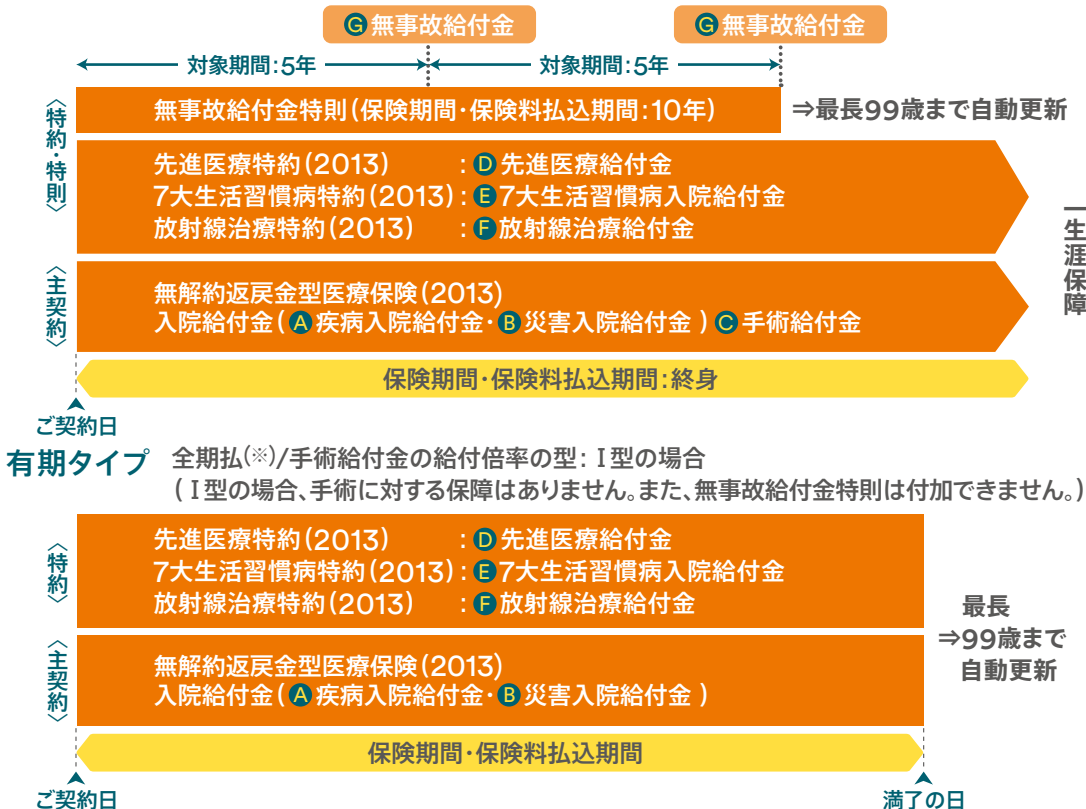 G 無事故給付金 G 無事故給付金
対象期間:5年 対象期間:5年
〈特約・特則〉
無事故給付金特則(保険期間・保険料払込期間:10年) ⇒最長99歳まで自動更新
先進医療特約(2013) : D 先進医療給付金
7大生活習慣病特約(2013) : E 7大生活習慣病入院給付金
放射線治療特約(2013) : F 放射線治療給付金
一生涯保障
〈主契約〉
無解約返戻金型医療保険(2013)
入院給付金( A 疾病入院給付金・ B 災害入院給付金 ) C 手術給付金
保険期間・保険料払込期間:終身
ご契約日
有期タイプ 全期払(※)/手術給付金の給付倍率の型: Ⅰ型の場合
(Ⅰ型の場合、手術に対する保障はありません。また、無事故給付金特則は付加できません。)
〈特約〉
先進医療特約(2013) : D 先進医療給付金
7大生活習慣病特約(2013) : E 7大生活習慣病入院給付金
放射線治療特約(2013) : F 放射線治療給付金
最長
⇒99歳まで
自動更新
〈主契約〉
無解約返戻金型医療保険(2013)
入院給付金( A 疾病入院給付金・ B 災害入院給付金 )
保険期間・保険料払込期間
ご契約日 満了の日